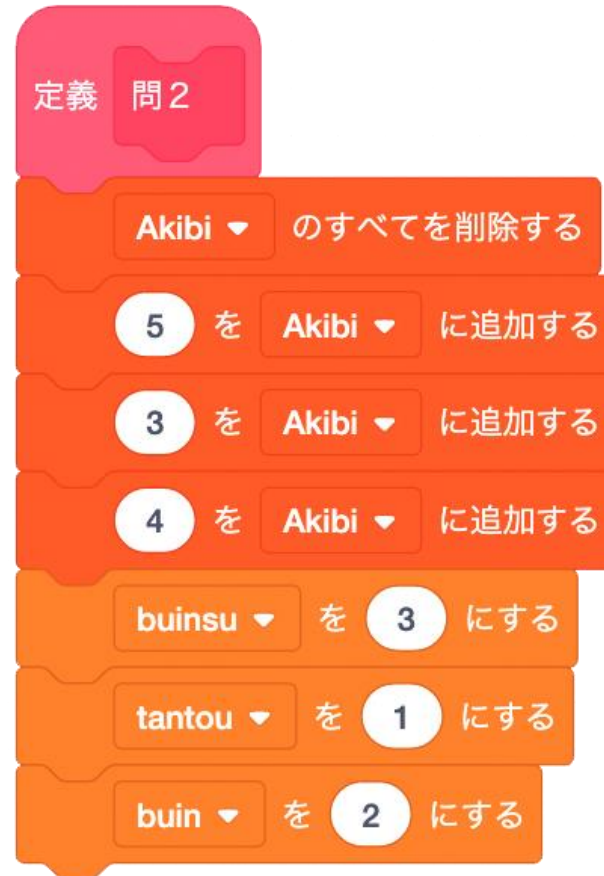 定義 問2
Akibi のすべてを削除する
5 を Akibi に追加する
3 を Akibi に追加する
4 を Akibi に追加する
buinsu を 3 にする
tantou を 1 にする
buin を 2 にする